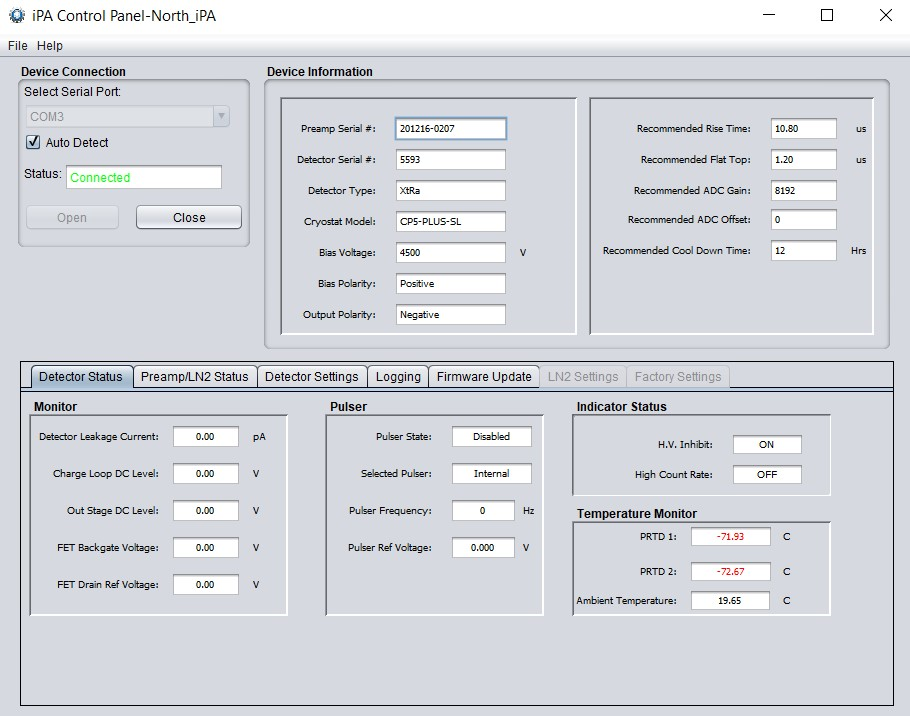 iPA Control Panel-North_iPA
File Help
Device Connection
Select Serial Port:
COM3
Auto Detect
Status: Connected
Open Close
Device Information
Preamp Serial #: 201216-0207
Detector Serial #: 5593
Detector Type: XtRa
Cryostat Model: CP5-PLUS-SL
Bias Voltage: 4500 V
Bias Polarity: Positive
Output Polarity: Negative
Recommended Rise Time: 10.80 us
Recommended Flat Top: 1.20 us
Recommended ADC Gain: 8192
Recommended ADC Offset: 0
Recommended Cool Down Time: 12 Hrs
Detector Status Preamp/LN2 Status Detector Settings Logging Firmware Update LN2 Settings Factory Settings
Monitor
Detector Leakage Current: 0.00 pA
Charge Loop DC Level: 0.00 V
Out Stage DC Level: 0.00 V
FET Backgate Voltage: 0.00 V
FET Drain Ref Voltage: 0.00 V
Pulser
Pulser State: Disabled
Selected Pulser: Internal
Pulser Frequency: 0 Hz
Pulser Ref Voltage: 0.000 V
Indicator Status
H.V. Inhibit: ON
High Count Rate: OFF
Temperature Monitor
PRTD 1: -71.93 C
PRTD 2: -72.67 C
Ambient Temperature: 19.65 C